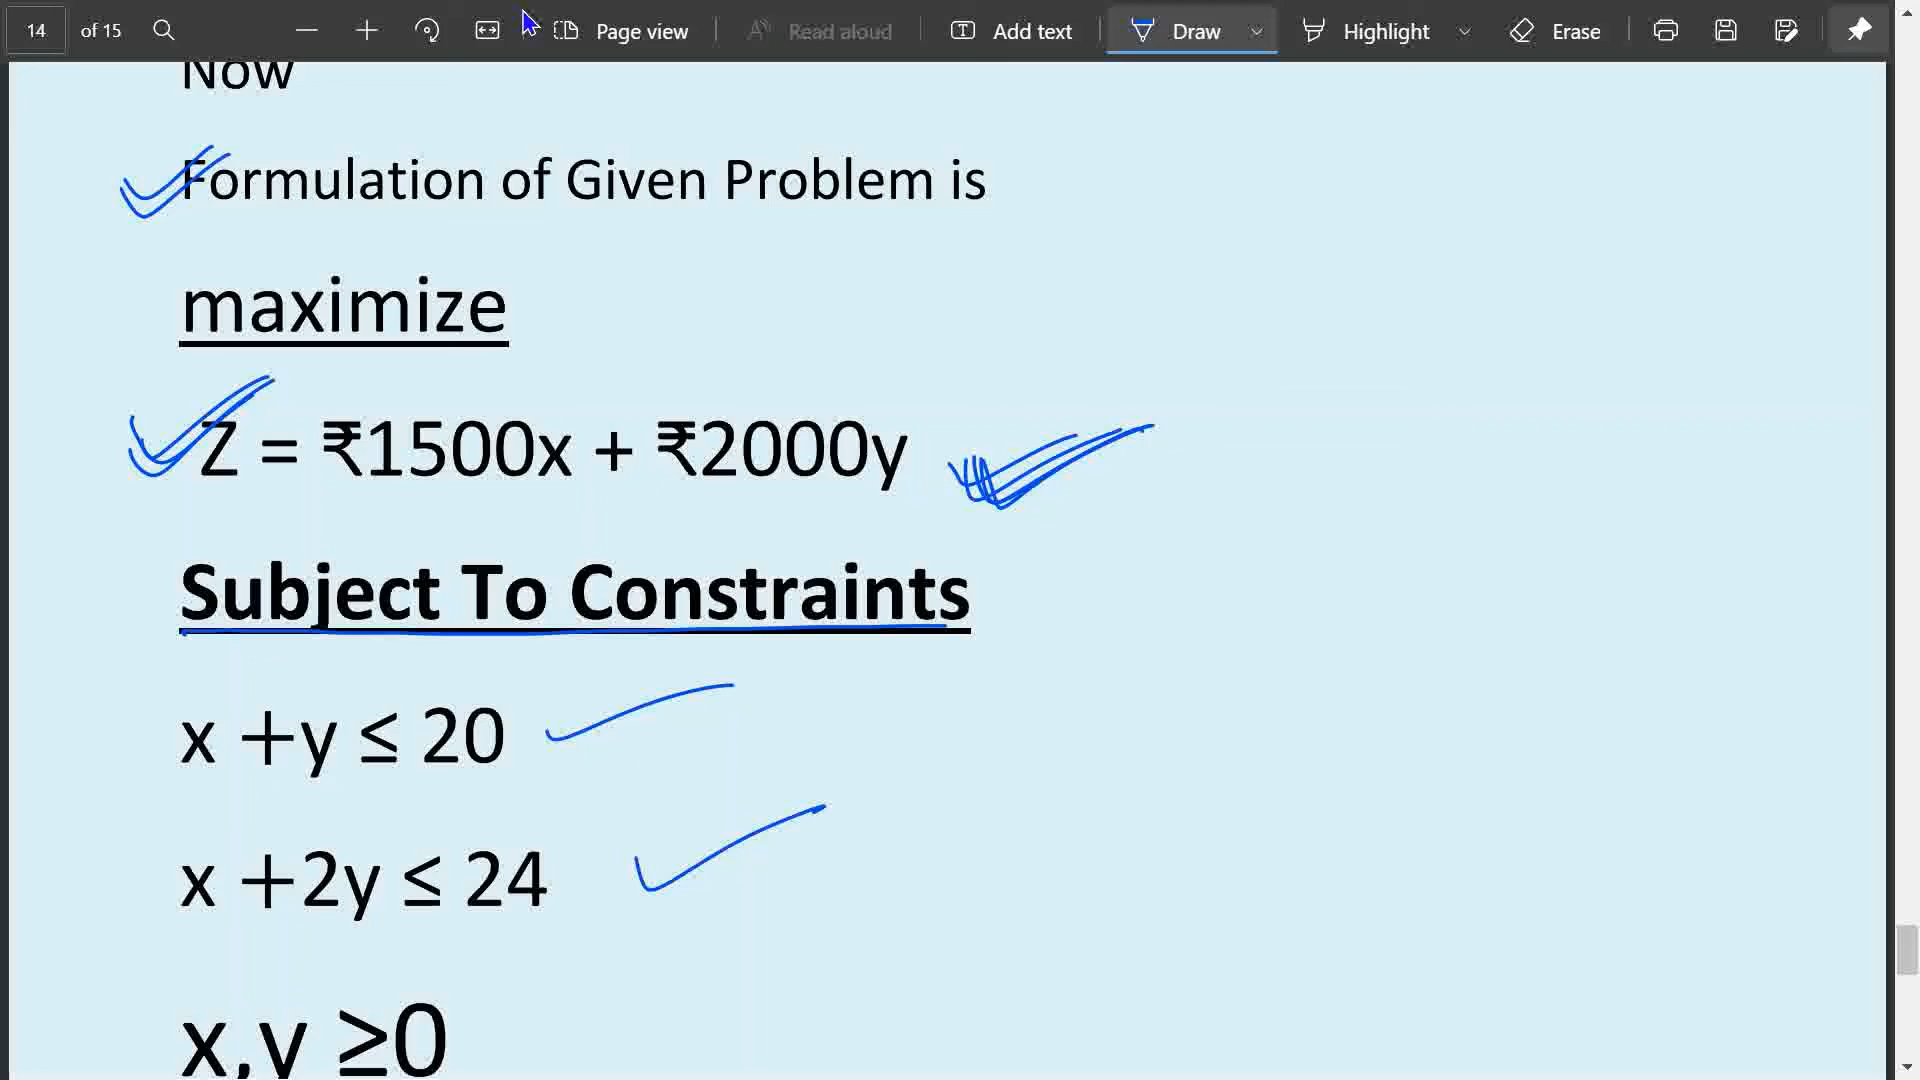 14 of 15 Page view Read aloud Add text Draw Highlight Erase
Now
Formulation of Given Problem is
maximize
Z = ₹1500x + ₹2000y
Subject To Constraints
x +y ≤ 20
x +2y ≤ 24
x,y ≥0